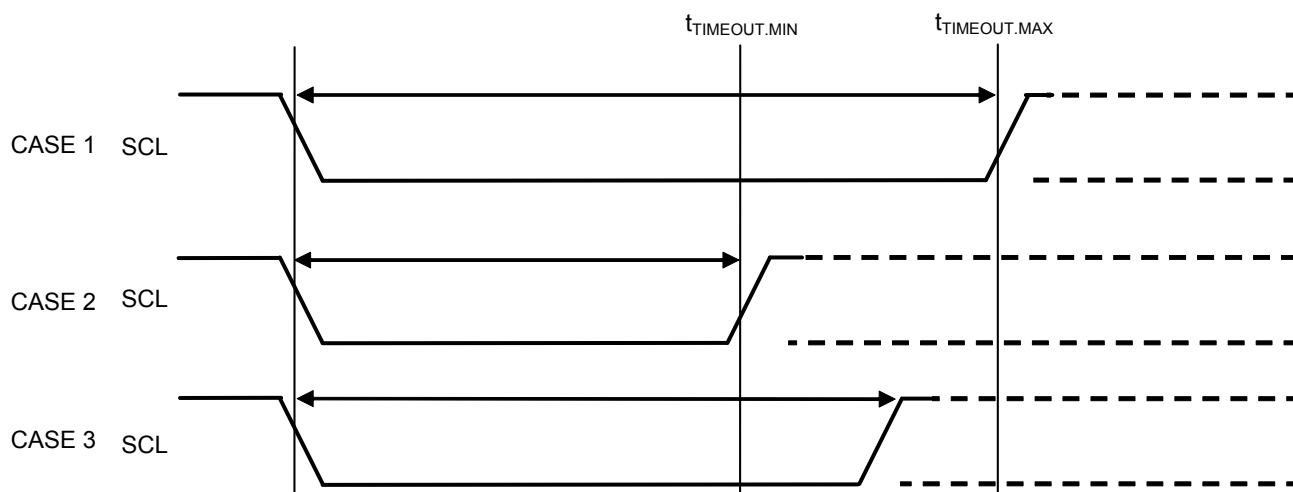 tTIMEOUT.MIN tTIMEOUT.MAX
CASE 1 SCL
CASE 2 SCL
CASE 3 SCL